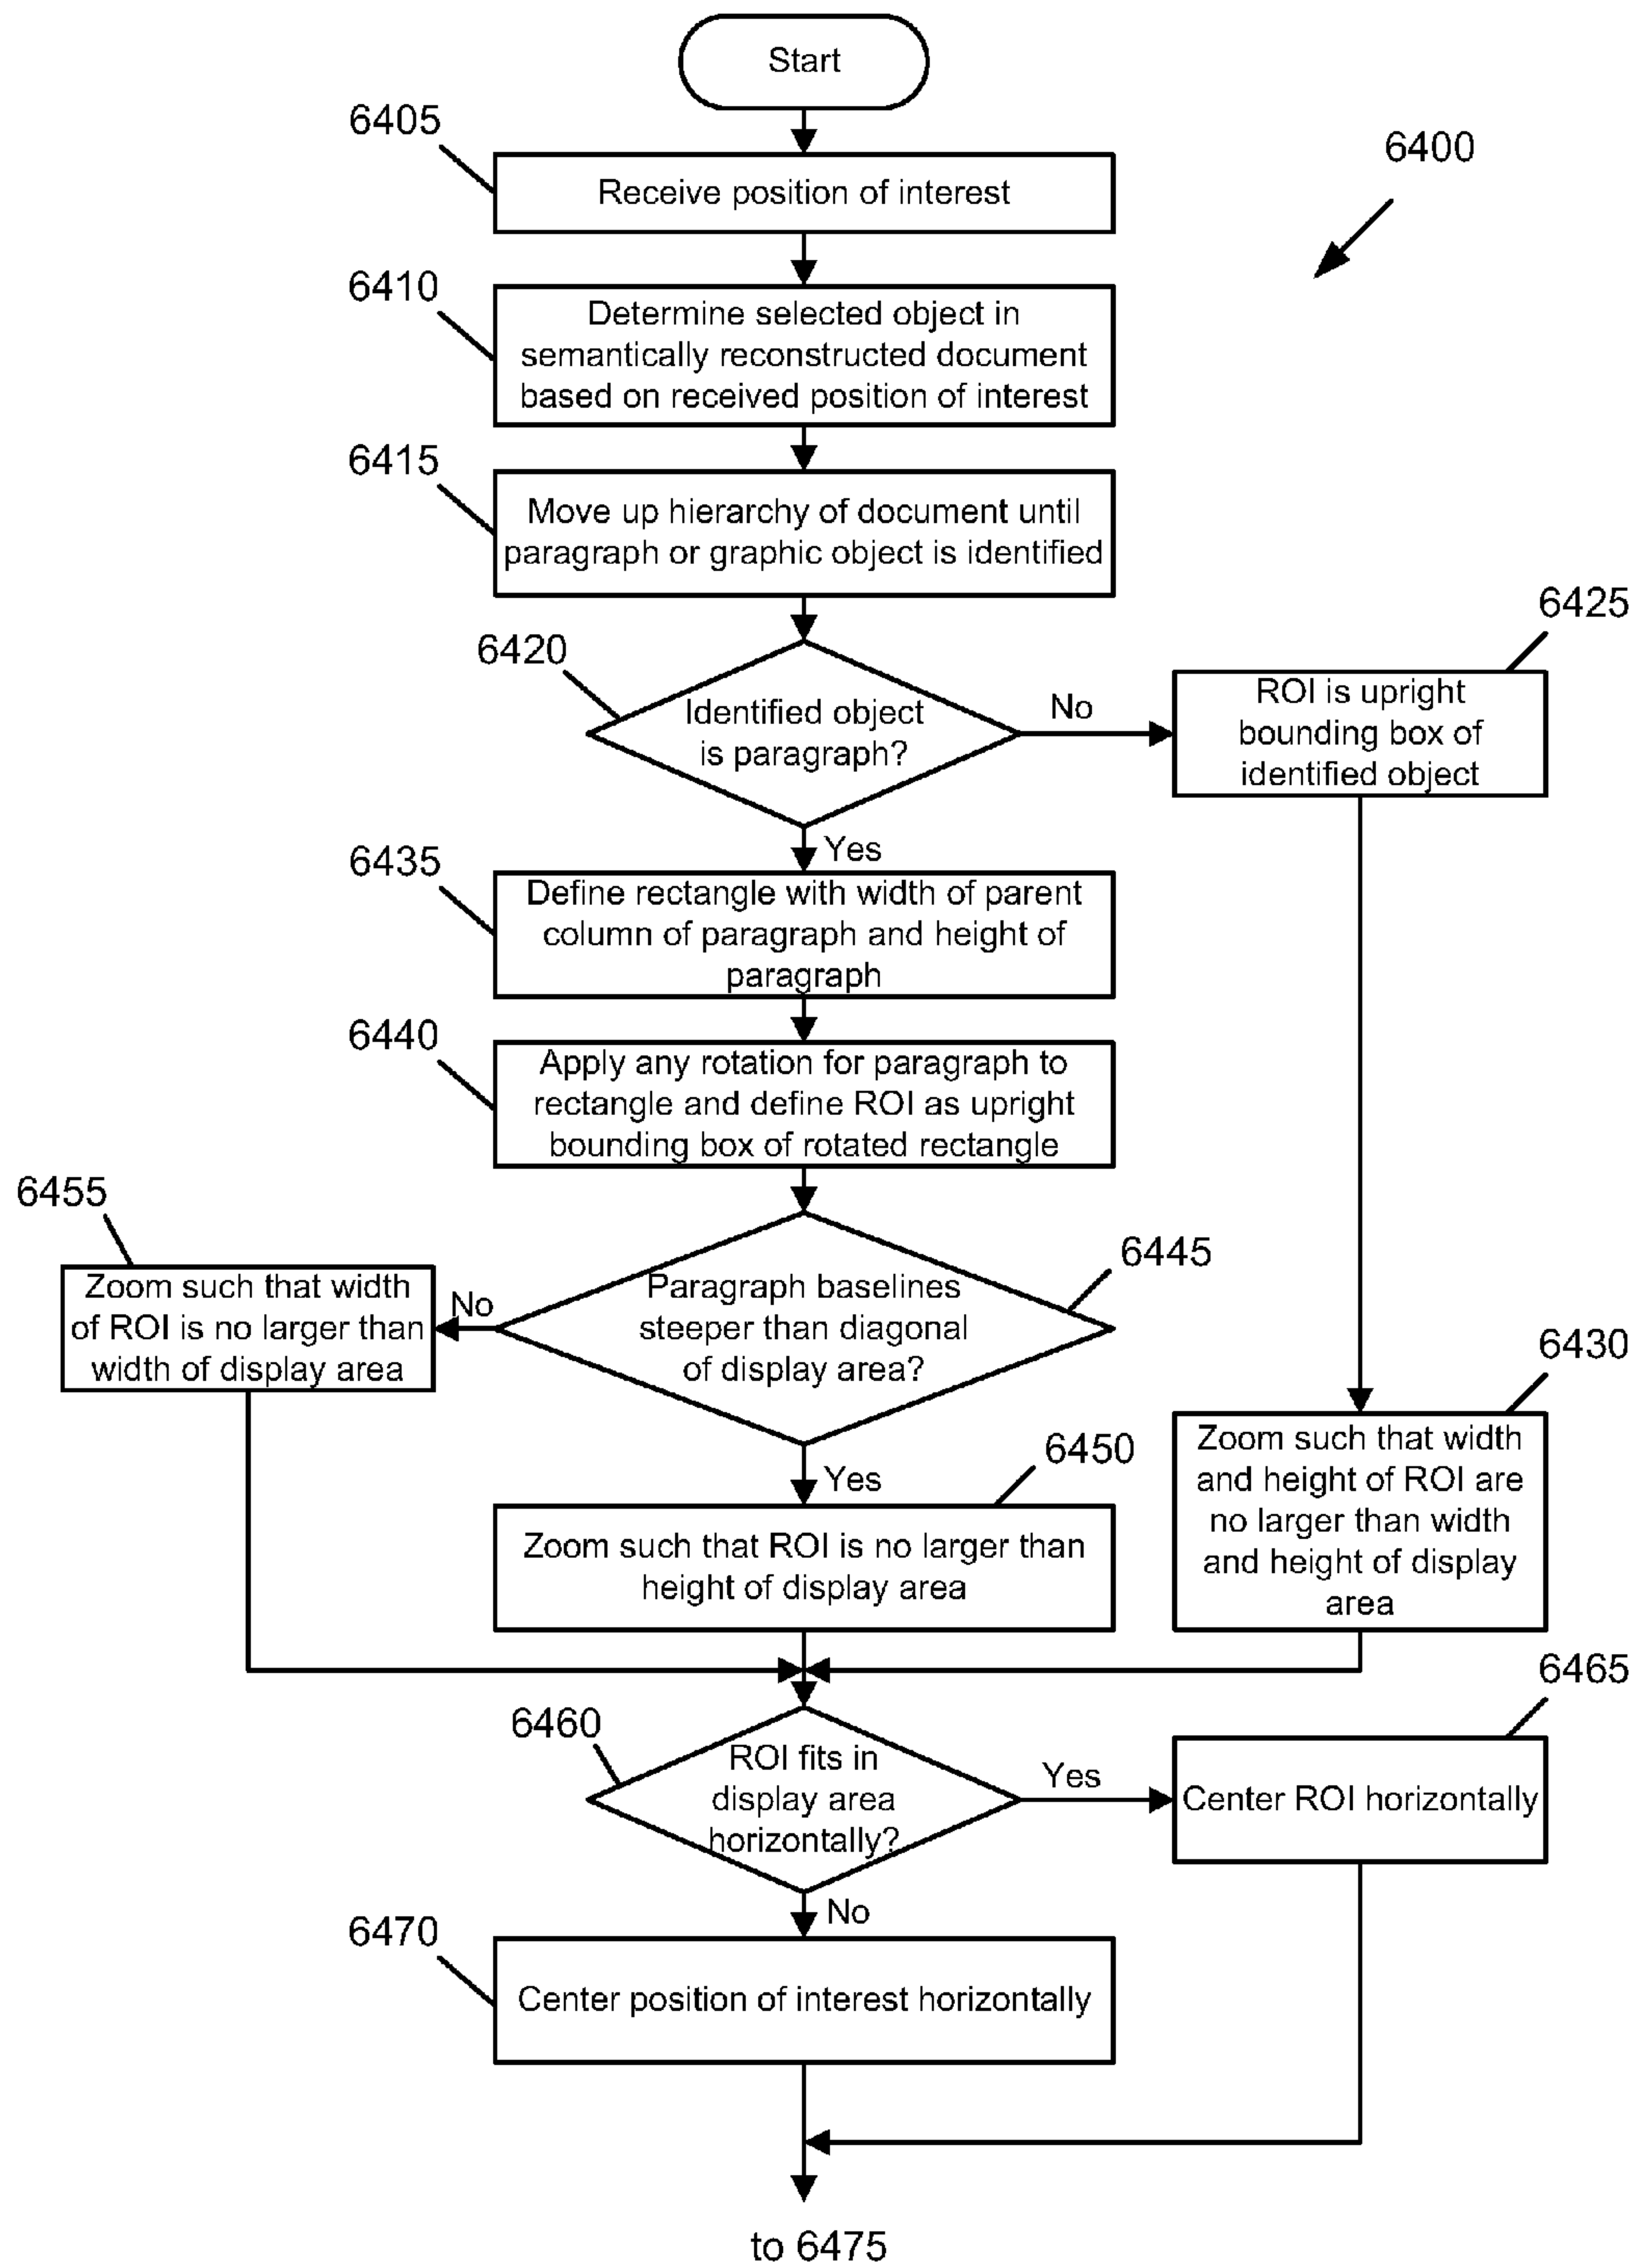 Start
6405
6400
Receive position of interest
6410
Determine selected object in
semantically reconstructed document
based on received position of interest
6415
Move up hierarchy of document until
paragraph or graphic object is identified
6425
6420
Identified object
is paragraph?
No
ROI is upright
bounding box of
identified object
Yes
6435
Define rectangle with width of parent
column of paragraph and height of
paragraph
6440
Apply any rotation for paragraph to
rectangle and define ROI as upright
bounding box of rotated rectangle
6455
6445
Zoom such that width
of ROI is no larger than
width of display area
No
Paragraph baselines
steeper than diagonal
of display area?
6430
Zoom such that width
and height of ROI are
no larger than width
and height of display
area
Yes
6450
Zoom such that ROI is no larger than
height of display area
6465
6460
ROI fits in
display area
horizontally?
Yes
Center ROI horizontally
No
6470
Center position of interest horizontally
to 6475